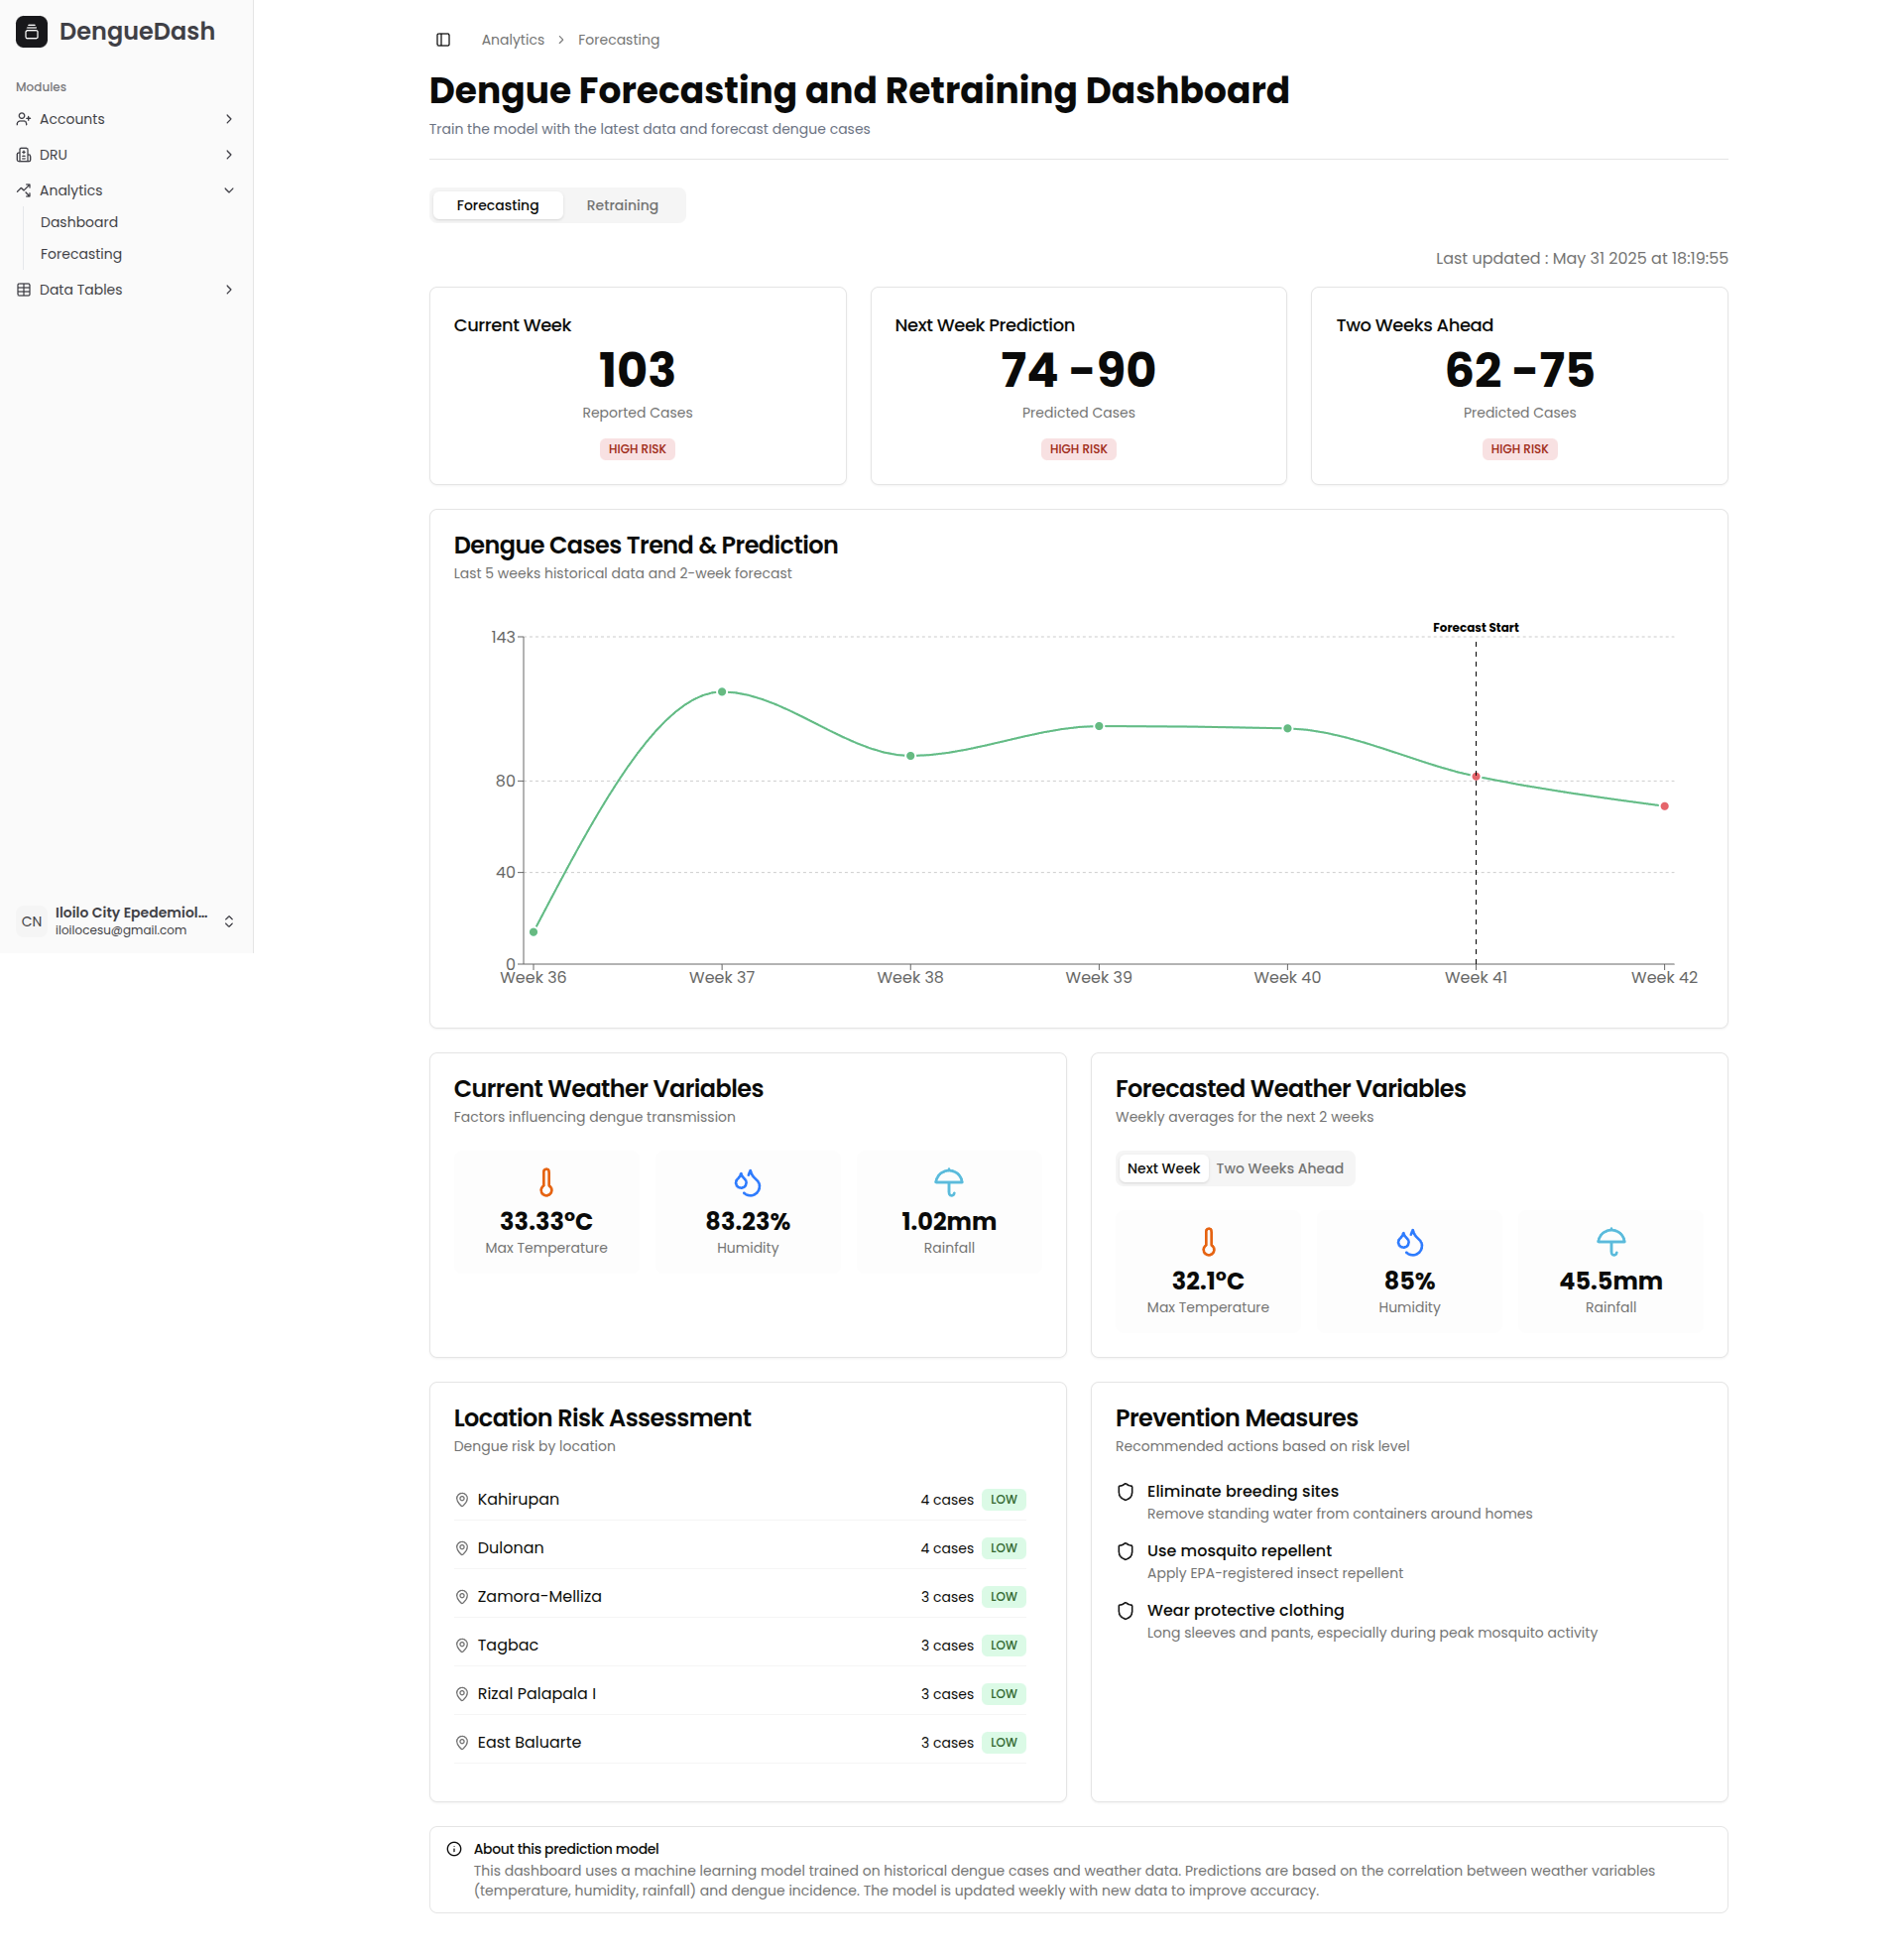 DengueDash
Modules
Accounts
DRU
Analytics
Dashboard
Forecasting
Data Tables
CN
Iloilo City Epedemiol...
iloilocesu@gmail.com
Analytics > Forecasting
Dengue Forecasting and Retraining Dashboard
Train the model with the latest data and forecast dengue cases
Forecasting Retraining
Last updated : May 31 2025 at 18:19:55
Current Week
103
Reported Cases
HIGH RISK
Next Week Prediction
74 -90
Predicted Cases
HIGH RISK
Two Weeks Ahead
62 -75
Predicted Cases
HIGH RISK
Dengue Cases Trend & Prediction
Last 5 weeks historical data and 2-week forecast
Forecast Start
143
80
40
0
Week 36 Week 37 Week 38 Week 39 Week 40 Week 41 Week 42
Current Weather Variables
Factors influencing dengue transmission
33.33°C
Max Temperature
83.23%
Humidity
1.02mm
Rainfall
Forecasted Weather Variables
Weekly averages for the next 2 weeks
Next Week Two Weeks Ahead
32.1°C
Max Temperature
85%
Humidity
45.5mm
Rainfall
Location Risk Assessment
Dengue risk by location
Kahirupan 4 cases LOW
Dulonan 4 cases LOW
Zamora-Melliza 3 cases LOW
Tagbac 3 cases LOW
Rizal Palapala I 3 cases LOW
East Baluarte 3 cases LOW
Prevention Measures
Recommended actions based on risk level
Eliminate breeding sites
Remove standing water from containers around homes
Use mosquito repellent
Apply EPA-registered insect repellent
Wear protective clothing
Long sleeves and pants, especially during peak mosquito activity
About this prediction model
This dashboard uses a machine learning model trained on historical dengue cases and weather data. Predictions are based on the correlation between weather variables
(temperature, humidity, rainfall) and dengue incidence. The model is updated weekly with new data to improve accuracy.